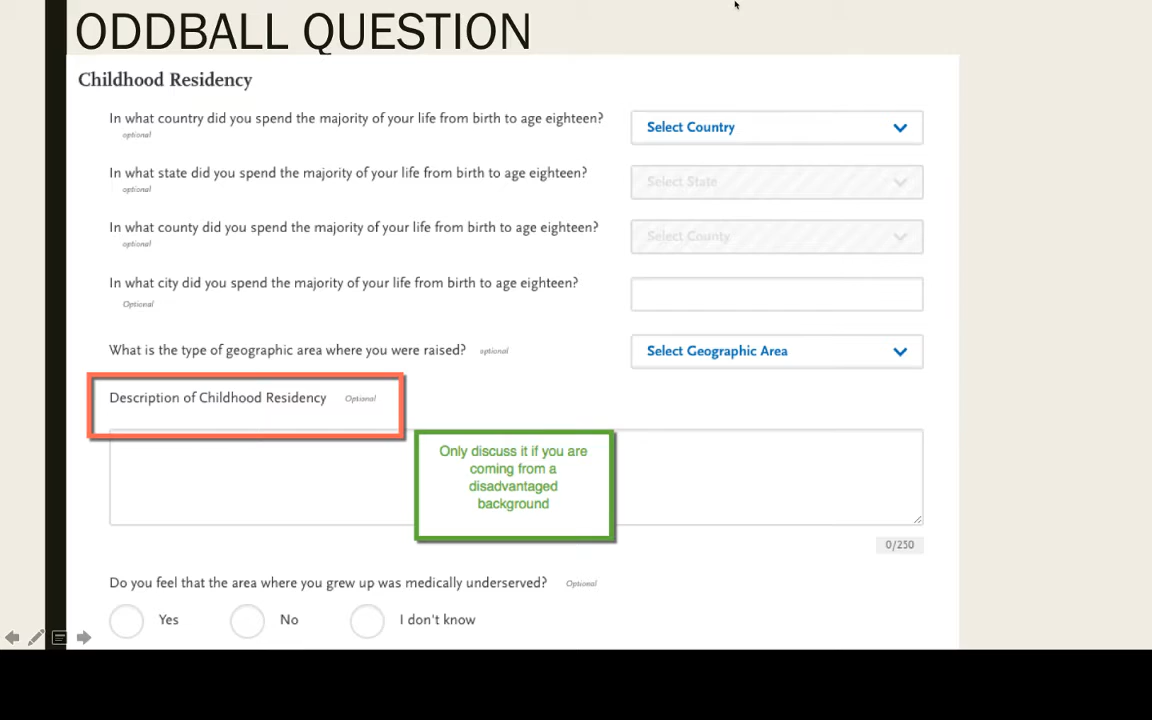 ODDBALL QUESTION
Childhood Residency
In what country did you spend the majority of your life from birth to age eighteen?
optional
Select Country
In what state did you spend the majority of your life from birth to age eighteen?
optional
Select State
In what county did you spend the majority of your life from birth to age eighteen?
optional
Select County
In what city did you spend the majority of your life from birth to age eighteen?
Optional
What is the type of geographic area where you were raised? optional
Select Geographic Area
Description of Childhood Residency Optional
Only discuss it if you are
coming from a
disadvantaged
background
0/250
Do you feel that the area where you grew up was medically underserved? Optional
Yes No I don't know